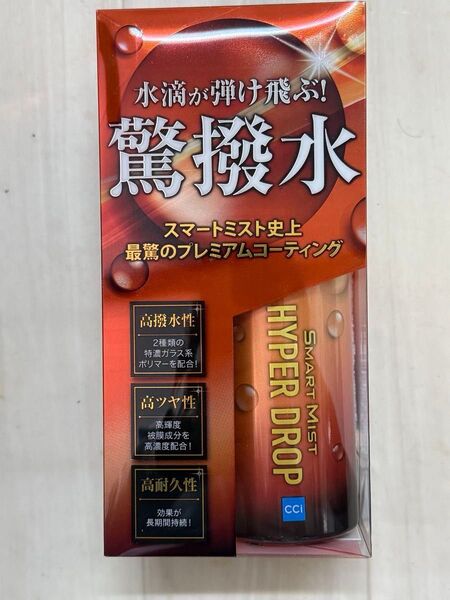 水滴が弾け飛ぶ!
驚撥水
スマートミスト史上
最驚のプレミアムコーティング
高撥水性
2種類の
特濃ガラス系
ポリマーを配合!
高ツヤ性
高輝度
被膜成分を
高濃度配合!
高耐久性
効果が
長期間持続!
SMART MIST
HYPER DROP
CCI